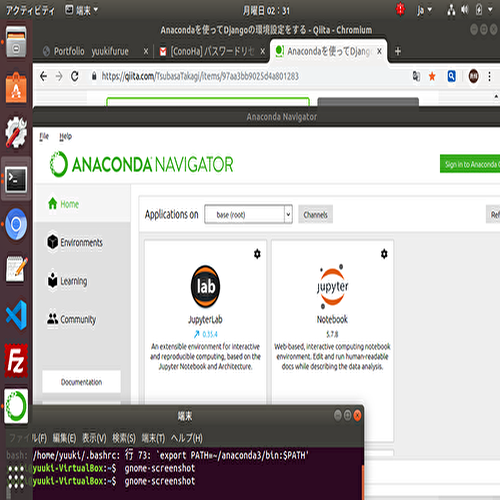 アクティビティ 端末 月曜日 02 : 31 ja
Anacondaを使ってDjangoの環境設定をする - Qiita - Chromium
Portfolio yuukifurue × [ConoHa] パスワードリセ × Anacondaを使ってDjang × +
https://qiita.com/TsubasaTakagi/items/97aa3bb9025d4a801283
Anaconda Navigator
File Help
ANACONDA NAVIGATOR
Sign in to Anaconda
Home
Applications on base (root) Channels Ref
Environments
Learning
Community
Documentation
lab
JupyterLab
0.35.4
An extensible environment for interactive
and reproducible computing, based on the
Jupyter Notebook and Architecture.
jupyter
Notebook
5.7.8
Web-based, interactive computing notebook
environment. Edit and run human-readable
docs while describing the data analysis.
端末
ファイル(F) 編集(E) 表示(V) 検索(S) 端末(T) ヘルプ(H)
bash: /home/yuuki/.bashrc: 行 73: `export PATH=~/anaconda3/bin:$PATH'
yuuki-VirtualBox:~$ gnome-screenshot
yuuki-VirtualBox:~$ gnome-screenshot